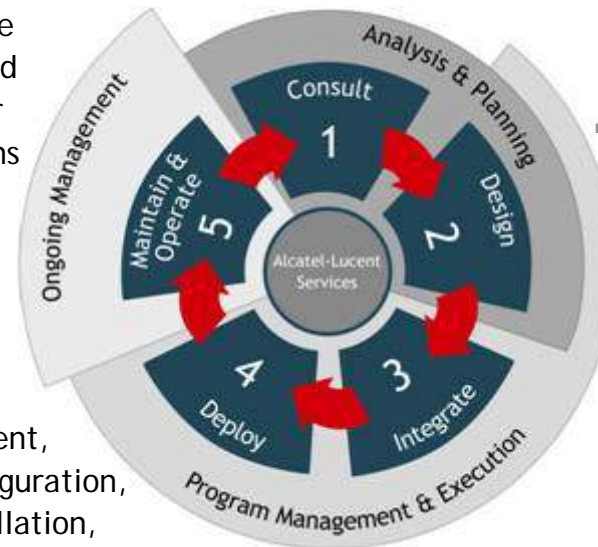 e
d
ns
Analysis & Planning
Consult
1
Design
2
Integrate
3
Deploy
4
Maintain &
Operate
5
Ongoing Management
Program Management & Execution
Alcatel-Lucent
Services
ent,
guration,
llation,